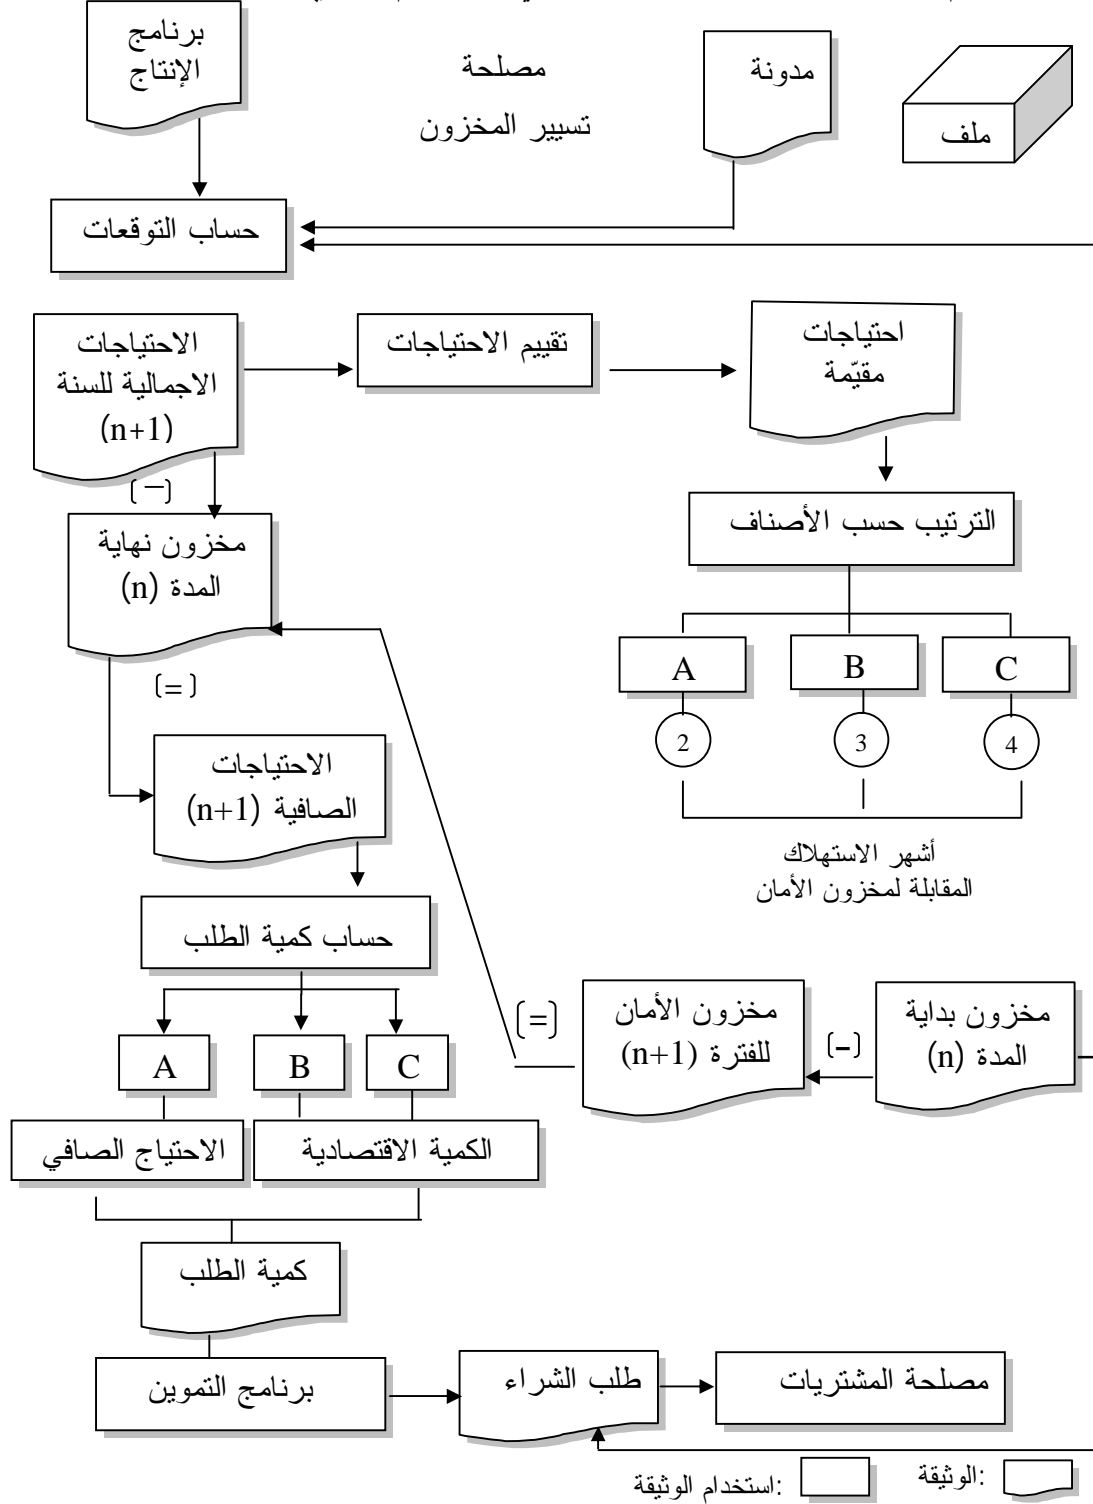 برنامج
الإنتاج
مصلحة
تسيير المخزون
مدونة
ملف
حساب التوقعات
الاحتياجات
الاجمالية للسنة
(n+1)
تقييم الاحتياجات
احتياجات
مقيّمة
(−)
مخزون نهاية
المدة (n)
الترتيب حسب الأصناف
A
B
C
2
3
4
أشهر الاستهلاك
المقابلة لمخزون الأمان
(=)
الاحتياجات
الصافية (n+1)
حساب كمية الطلب
A
B
C
الاحتياج الصافي
الكمية الاقتصادية
(=)
مخزون الأمان
للفترة (n+1)
(−)
مخزون بداية
المدة (n)
كمية الطلب
برنامج التموين
طلب الشراء
مصلحة المشتريات
الوثيقة:
استخدام الوثيقة: